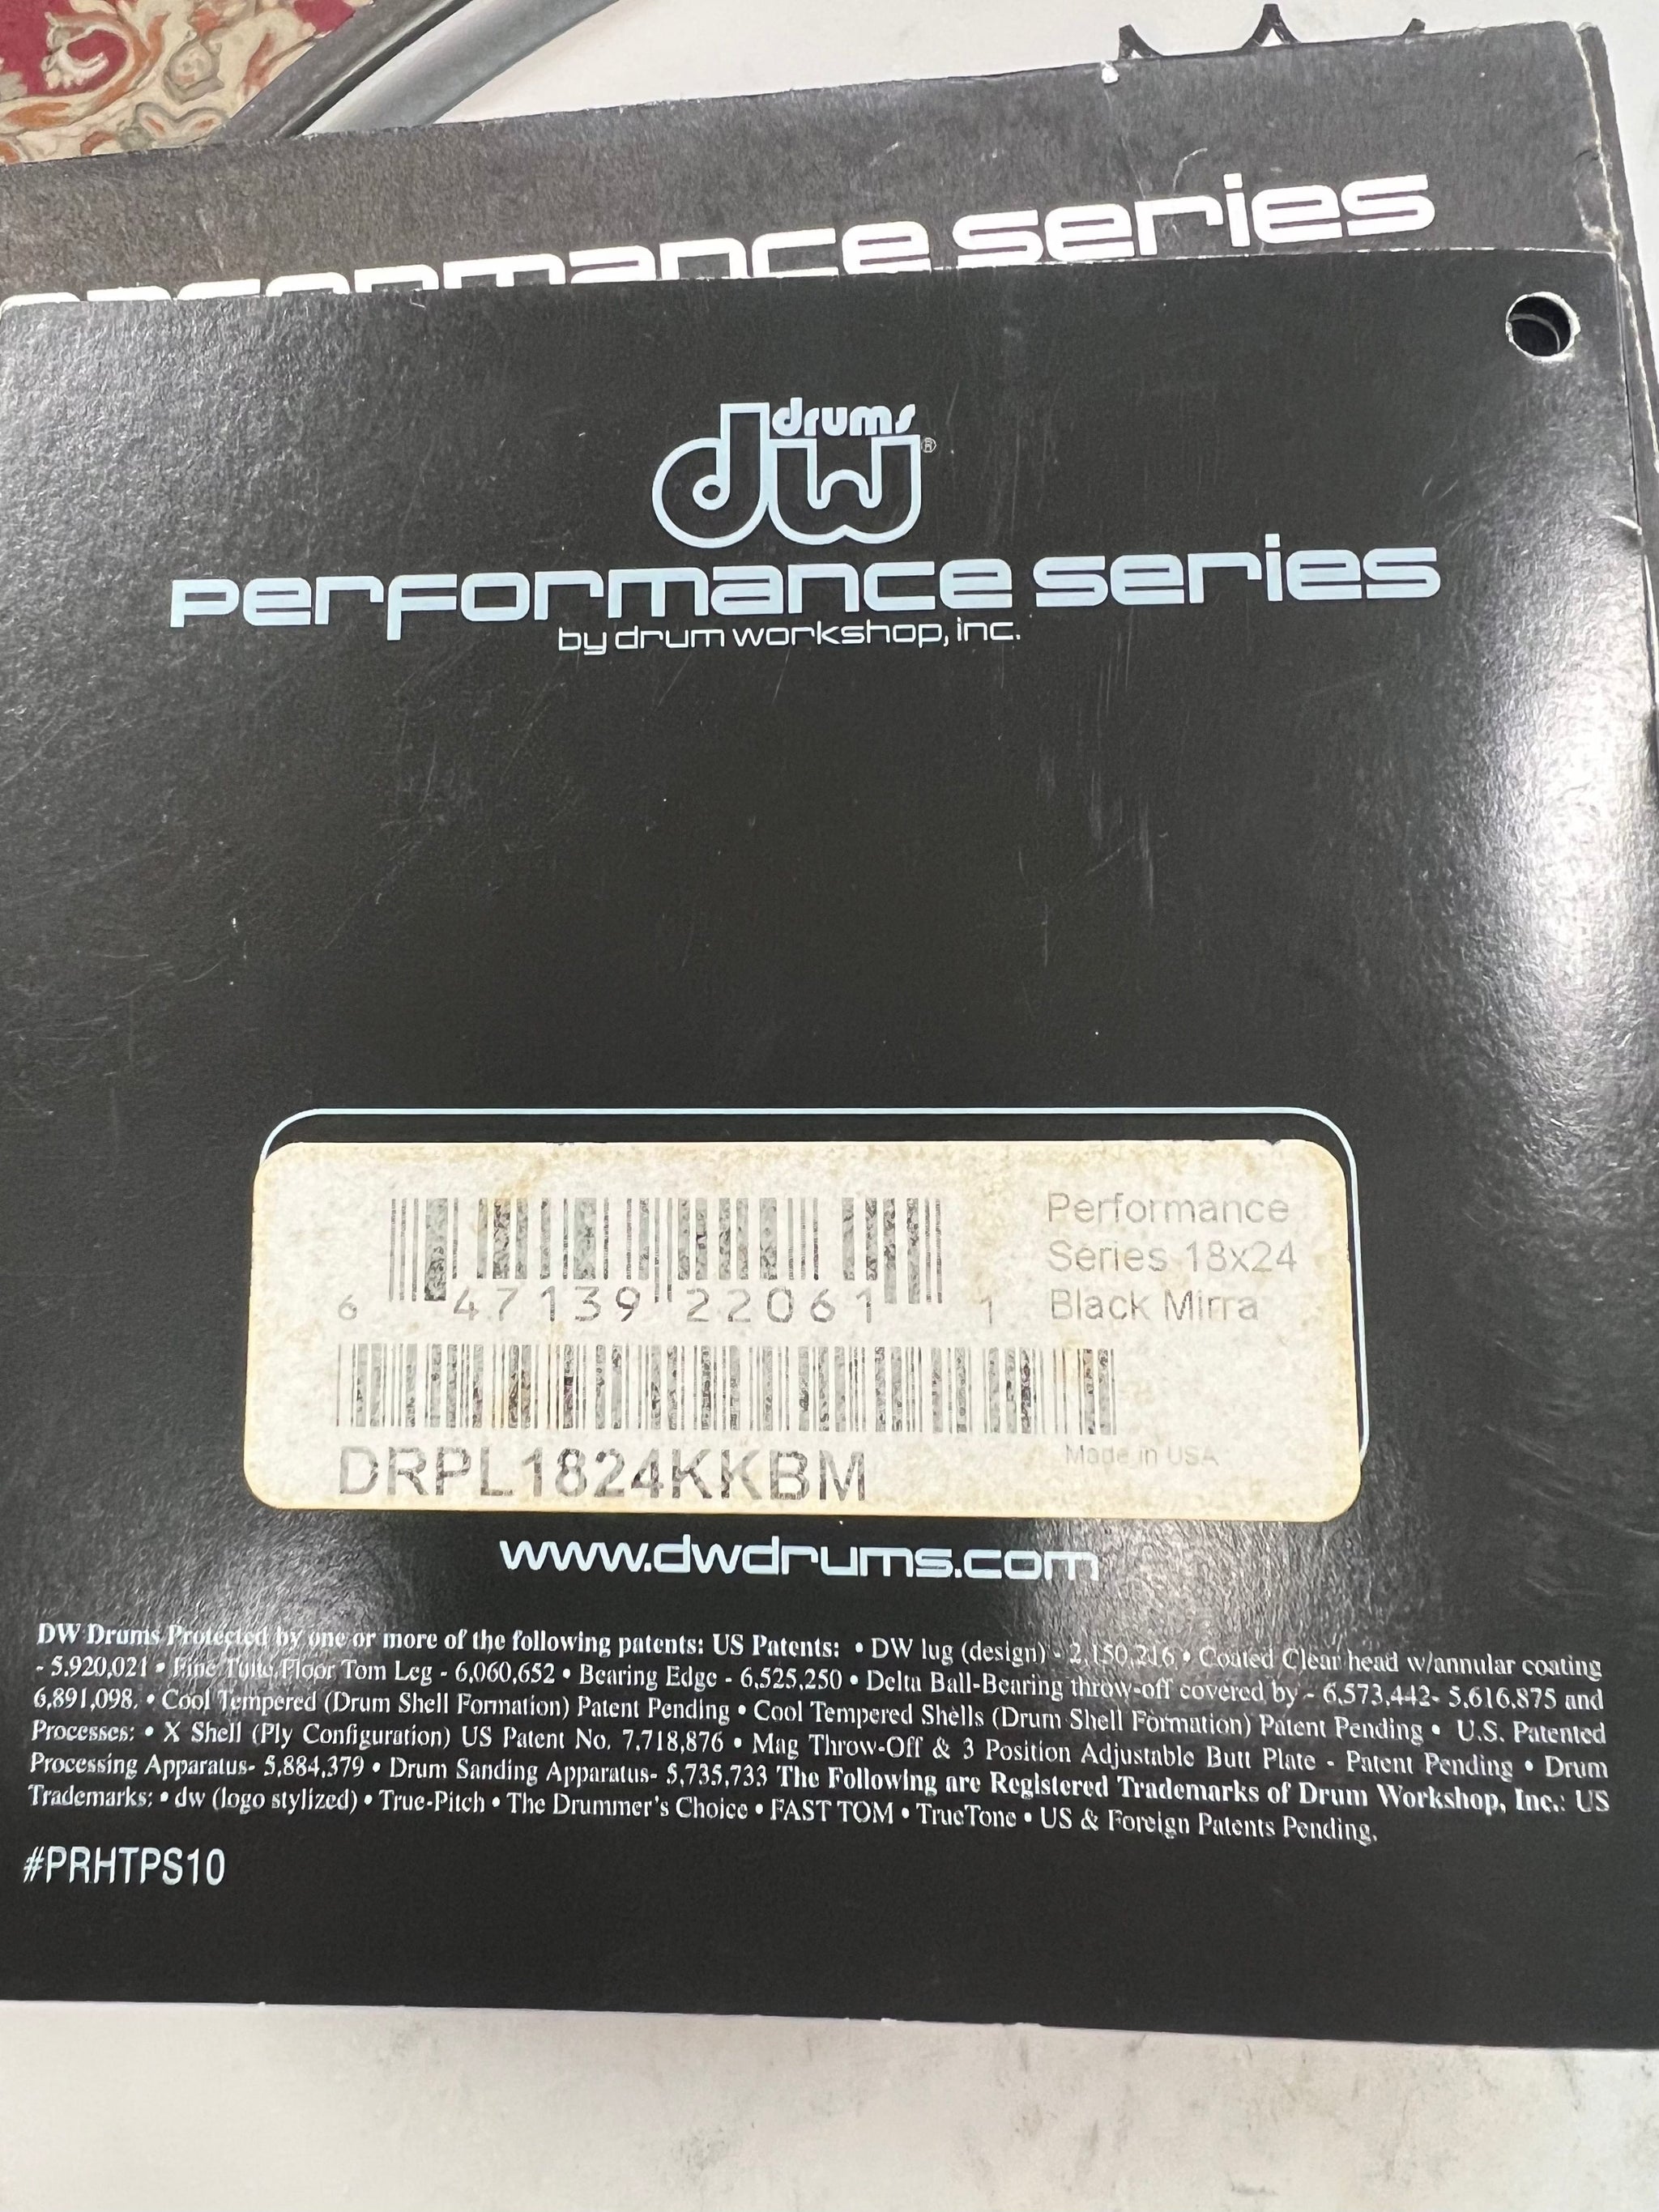 performance series
drums
dw®
performance series
by drum workshop, inc.
Performance
Series 18x24
Black Mirra
6 47139 22061 1
DRPL1824KKBM
Made in USA
www.dwdrums.com
DW Drums Protected by one or more of the following patents: US Patents: • DW lug (design) - 2,150,216 • Coated Clear head w/annular coating
- 5.920,021 • Fine Tune Floor Tom Leg - 6,060,652 • Bearing Edge - 6,525,250 • Delta Ball-Bearing throw-off covered by - 6,573,442- 5,616,875 and
6,891,098. • Cool Tempered (Drum Shell Formation) Patent Pending • Cool Tempered Shells (Drum Shell Formation) Patent Pending • U.S. Patented
Processes: • X Shell (Ply Configuration) US Patent No. 7,718,876 • Mag Throw-Off & 3 Position Adjustable Butt Plate - Patent Pending • Drum
Processing Apparatus- 5,884,379 • Drum Sanding Apparatus- 5,735,733 The Following are Registered Trademarks of Drum Workshop, Inc.: US
Trademarks: • dw (logo stylized) • True-Pitch • The Drummer's Choice • FAST TOM • TrueTone • US & Foreign Patents Pending.
#PRHTPS10